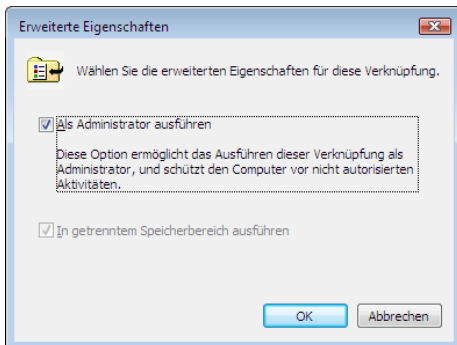 Erweiterte Eigenschaften
Wählen Sie die erweiterten Eigenschaften für diese Verknüpfung.
Als Administrator ausführen
Diese Option ermöglicht das Ausführen dieser Verknüpfung als
Administrator, und schützt den Computer vor nicht autorisierten
Aktivitäten.
In getrenntem Speicherbereich ausführen
OK
Abbrechen